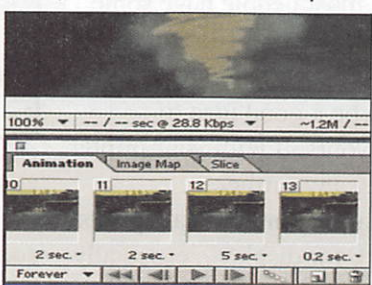 100% -- / -- sec @ 28.8 Kbps ~1.2M / --
Animation Image Map Slice
10 11 12 13
2 sec. 2 sec. 5 sec. 0.2 sec.
Forever